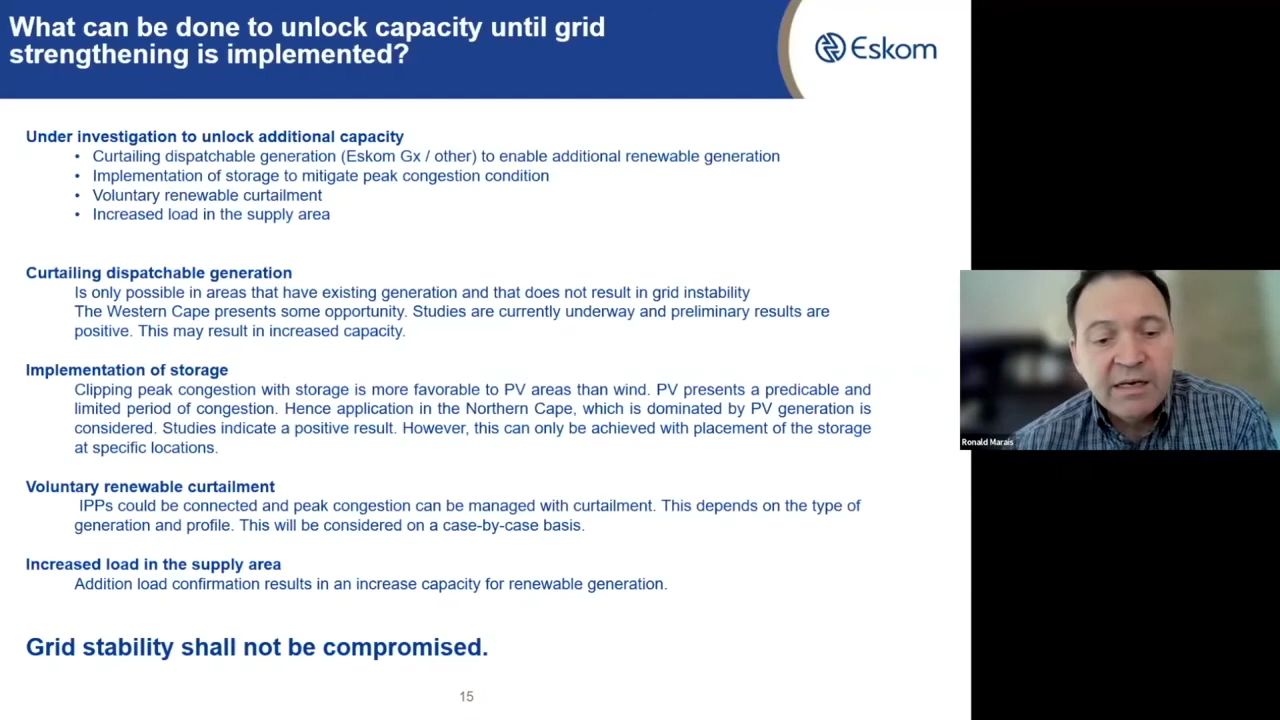 What can be done to unlock capacity until grid
strengthening is implemented?
Eskom
Under investigation to unlock additional capacity
• Curtailing dispatchable generation (Eskom Gx / other) to enable additional renewable generation
• Implementation of storage to mitigate peak congestion condition
• Voluntary renewable curtailment
• Increased load in the supply area
Curtailing dispatchable generation
Is only possible in areas that have existing generation and that does not result in grid instability
The Western Cape presents some opportunity. Studies are currently underway and preliminary results are
positive. This may result in increased capacity.
Implementation of storage
Clipping peak congestion with storage is more favorable to PV areas than wind. PV presents a predicable and
limited period of congestion. Hence application in the Northern Cape, which is dominated by PV generation is
considered. Studies indicate a positive result. However, this can only be achieved with placement of the storage
at specific locations.
Voluntary renewable curtailment
IPPs could be connected and peak congestion can be managed with curtailment. This depends on the type of
generation and profile. This will be considered on a case-by-case basis.
Increased load in the supply area
Addition load confirmation results in an increase capacity for renewable generation.
Grid stability shall not be compromised.
15
Ronald Marais